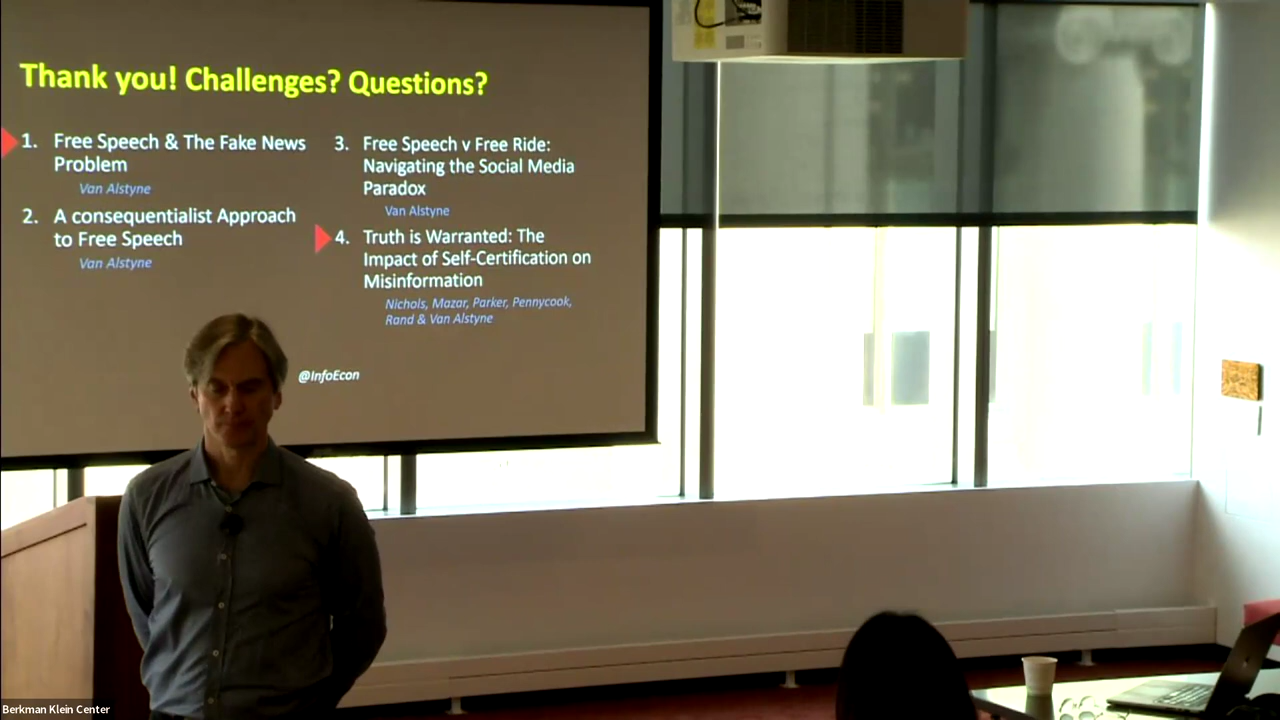 Thank you! Challenges? Questions?
1. Free Speech & The Fake News
Problem
Van Alstyne
2. A consequentialist Approach
to Free Speech
Van Alstyne
3. Free Speech v Free Ride:
Navigating the Social Media
Paradox
Van Alstyne
4. Truth is Warranted: The
Impact of Self-Certification on
Misinformation
Nichols, Mazar, Parker, Pennycook,
Rand & Van Alstyne
@InfoEcon
Berkman Klein Center